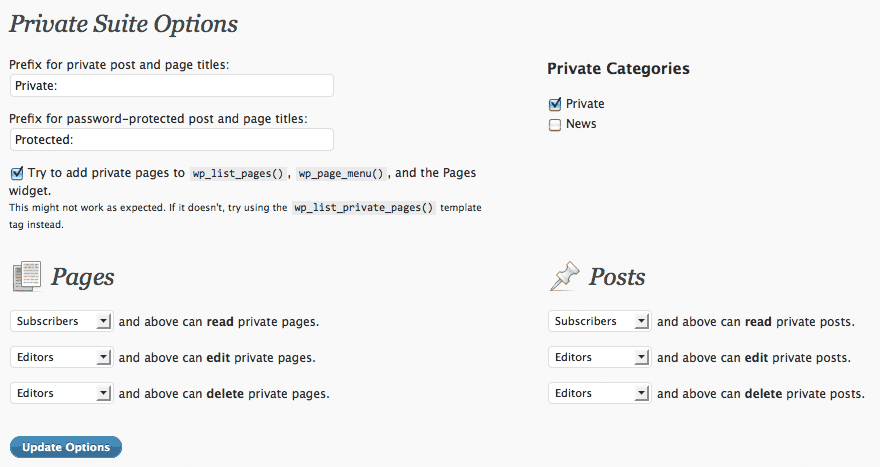 Private Suite Options
Prefix for private post and page titles:
Private:
Prefix for password-protected post and page titles:
Protected:
Try to add private pages to wp_list_pages(), wp_page_menu(), and the Pages
widget.
This might not work as expected. If it doesn't, try using the wp_list_private_pages() template
tag instead.
Private Categories
Private
News
Pages
Subscribers and above can read private pages.
Editors and above can edit private pages.
Editors and above can delete private pages.
Posts
Subscribers and above can read private posts.
Editors and above can edit private posts.
Editors and above can delete private posts.
Update Options